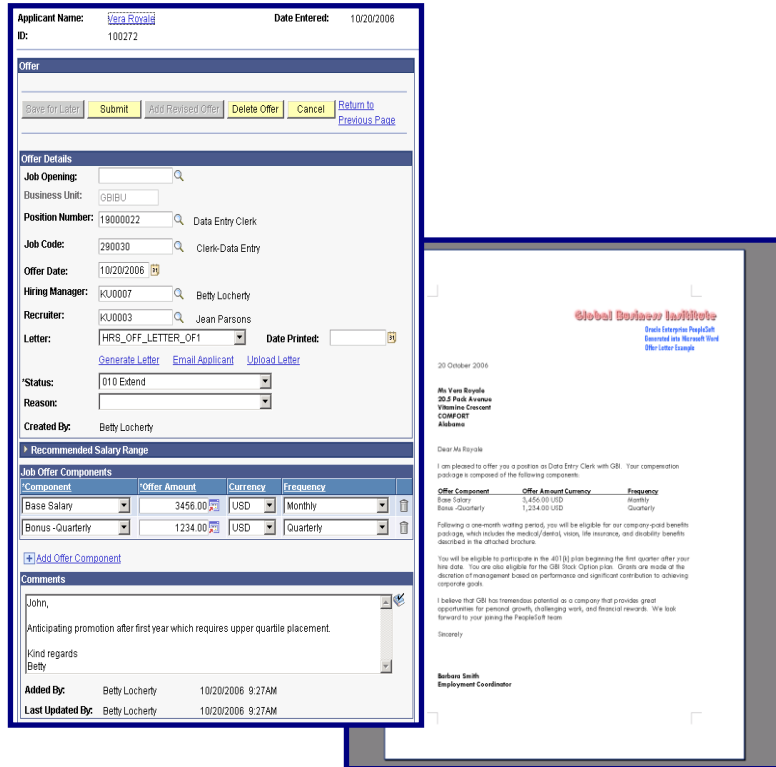 Applicant Name: Vera Royale Date Entered: 10/20/2006
ID: 100272
Offer
Save for Later Submit Add Revised Offer Delete Offer Cancel Return to
Previous Page
Offer Details
Job Opening:
Business Unit: GBIBU
Position Number: 19000022 Data Entry Clerk
Job Code: 290030 Clerk-Data Entry
Offer Date: 10/20/2006
Hiring Manager: KU0007 Betty Locherty
Recruiter: KU0003 Jean Parsons
Letter: HRS_OFF_LETTER_OF1 Date Printed:
Generate Letter Email Applicant Upload Letter
*Status: 010 Extend
Reason:
Created By: Betty Locherty
Recommended Salary Range
Job Offer Components
*Component *Offer Amount Currency Frequency
Base Salary 3456.00 USD Monthly
Bonus -Quarterly 1234.00 USD Quarterly
Add Offer Component
Comments
John,
Anticipating promotion after first year which requires upper quartile placement.
Kind regards
Betty
Added By: Betty Locherty 10/20/2006 9:27AM
Last Updated By: Betty Locherty 10/20/2006 9:27AM
Global Business Institute
Oracle Enterprise PeopleSoft
Generated into Microsoft Word
Offer Letter Example
20 October 2006
Ms Vera Royale
20.5 Park Avenue
Vitamine Crescent
COMFORT
Alabama
Dear Ms Royale
I am pleased to offer you a position as Data Entry Clerk with GBI. Your compensation
package is composed of the following components.
Offer Component Offer Amount Currency Frequency
Base Salary 3,456.00 USD Monthly
Bonus -Quarterly 1,234.00 USD Quarterly
Following a one-month waiting period, you will be eligible for our company-paid benefits
package, which includes the medical/dental, vision, life insurance, and disability benefits
described in the attached brochure.
You will be eligible to participate in the 401(k) plan beginning the first quarter after your
hire date. You are also eligible for the GBI Stock Option plan. Grants are made at the
discretion of management based on performance and significant contribution to achieving
corporate goals.
I believe that GBI has tremendous potential as a company that provides great
opportunities for personal growth, challenging work, and financial rewards. We look
forward to your joining the PeopleSoft team.
Sincerely
Barbara Smith
Employment Coordinator